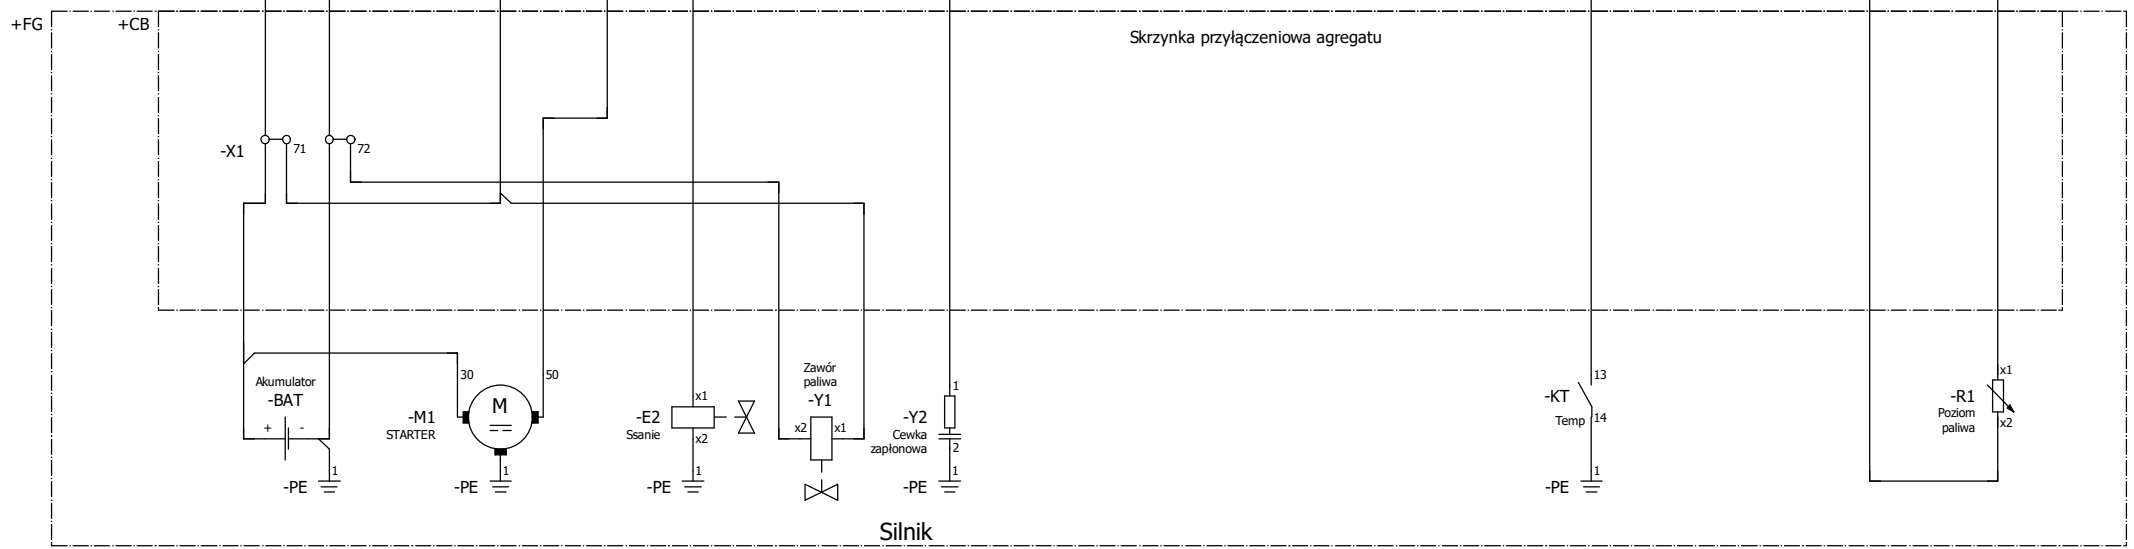 +FG
+CB
Skrzynka przyłączeniowa agregatu
-X1
71
72
30
50
Akumulator
-BAT
+ -
-M1
STARTER
M
-E2
Ssanie
x1
x2
Zawór
paliwa
-Y1
x2 x1
1
-Y2
Cewka
zapłonowa
2
13
-KT
Temp
14
x1
-R1
Poziom
paliwa
x2
-PE 1
-PE 1
-PE 1
-PE 1
-PE 1
Silnik